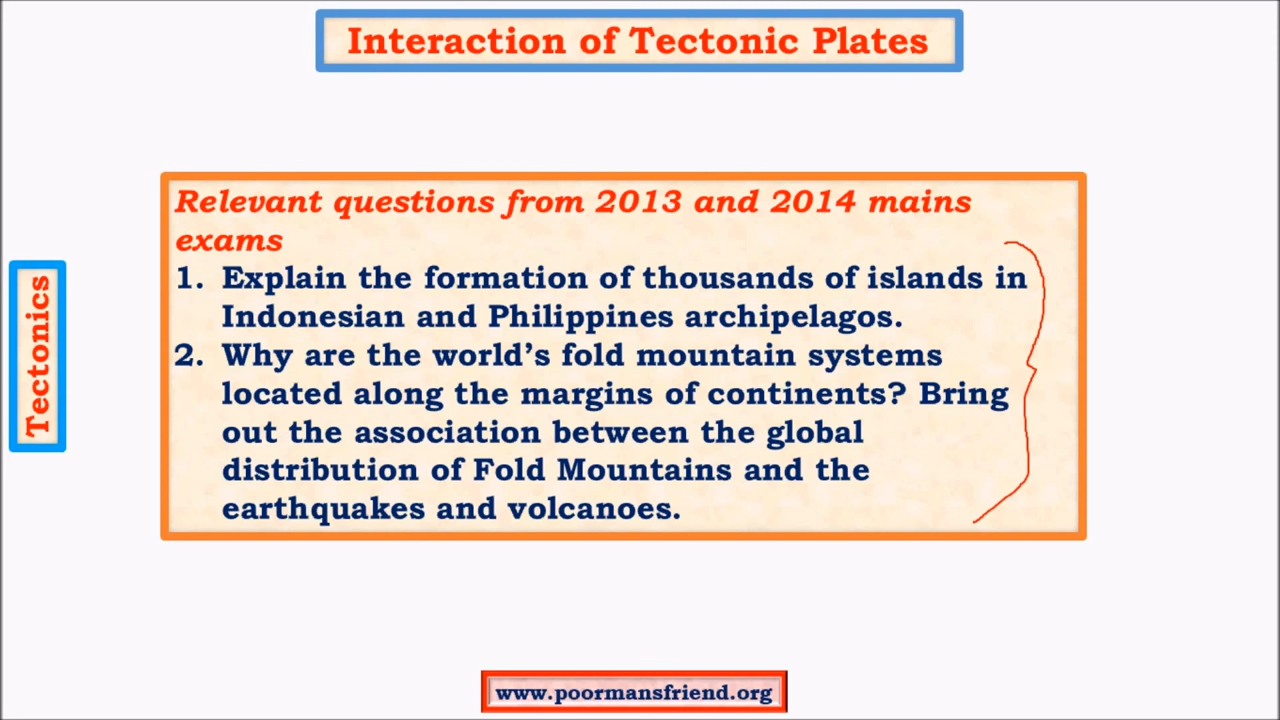 Interaction of Tectonic Plates
Relevant questions from 2013 and 2014 mains
exams
1. Explain the formation of thousands of islands in
Indonesian and Philippines archipelagos.
2. Why are the world’s fold mountain systems
located along the margins of continents? Bring
out the association between the global
distribution of Fold Mountains and the
earthquakes and volcanoes.
Tectonics
www.poormansfriend.org